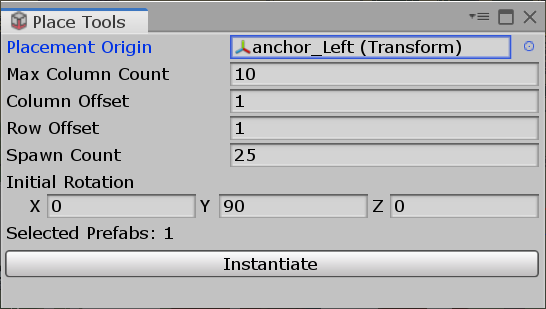 Place Tools
Placement Origin anchor_Left (Transform)
Max Column Count 10
Column Offset 1
Row Offset 1
Spawn Count 25
Initial Rotation
X 0 Y 90 Z 0
Selected Prefabs: 1
Instantiate